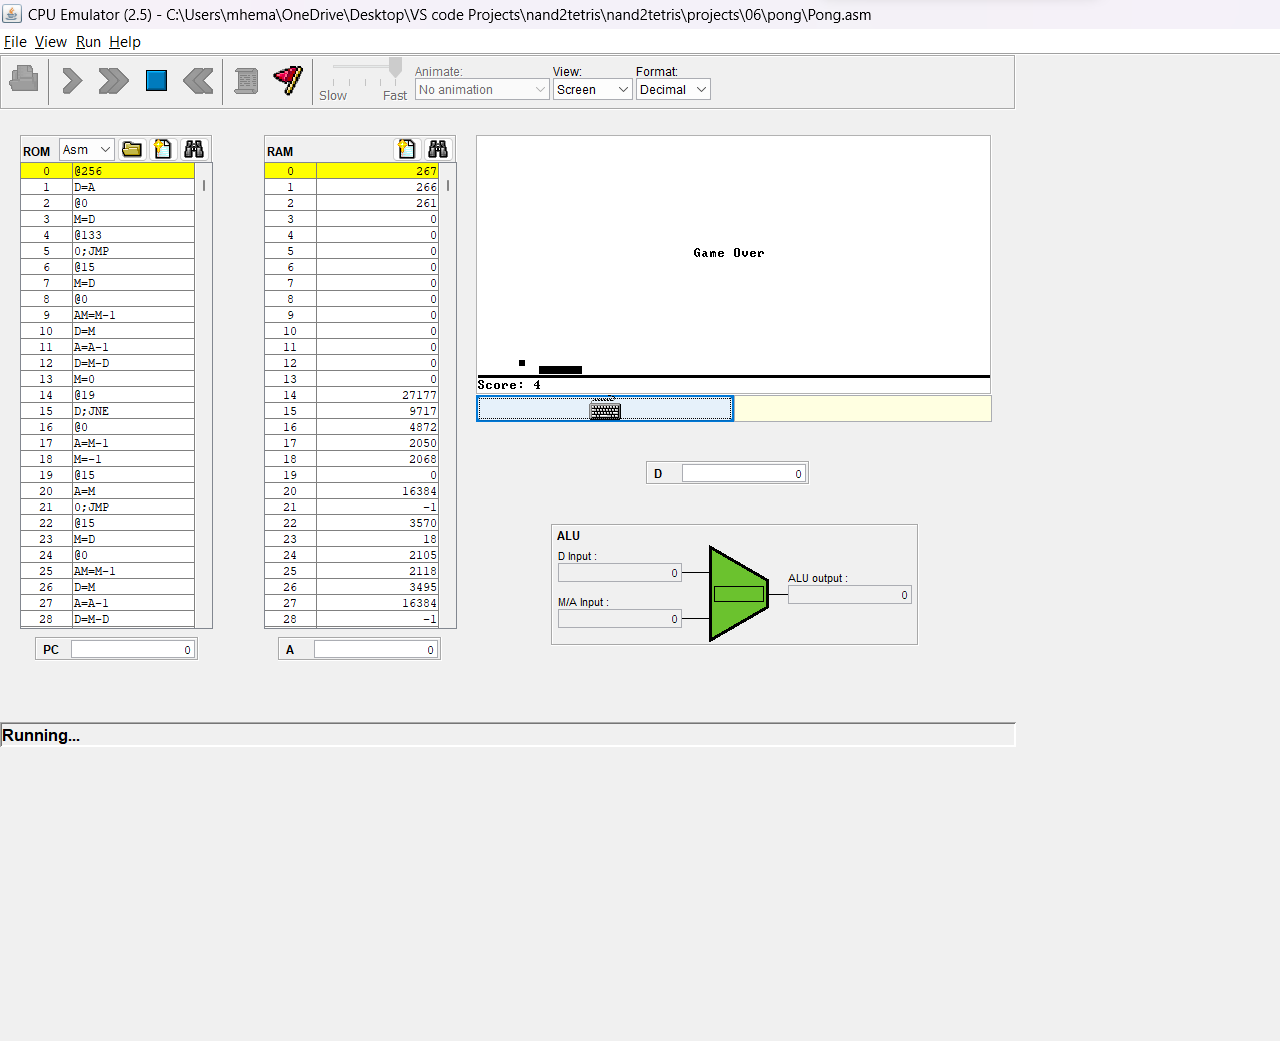 CPU Emulator (2.5) - C:\Users\mhema\OneDrive\Desktop\VS code Projects\nand2tetris\nand2tetris\projects\06\pong\Pong.asm
File View Run Help
Slow Fast
Animate:
No animation
View:
Screen
Format:
Decimal
ROM Asm
0 @256
1 D=A
2 @0
3 M=D
4 @133
5 0;JMP
6 @15
7 M=D
8 @0
9 AM=M-1
10 D=M
11 A=A-1
12 D=M-D
13 M=0
14 @19
15 D;JNE
16 @0
17 A=M-1
18 M=-1
19 @15
20 A=M
21 0;JMP
22 @15
23 M=D
24 @0
25 AM=M-1
26 D=M
27 A=A-1
28 D=M-D
PC 0
RAM
0 267
1 266
2 261
3 0
4 0
5 0
6 0
7 0
8 0
9 0
10 0
11 0
12 0
13 0
14 27177
15 9717
16 4872
17 2050
18 2068
19 0
20 16384
21 -1
22 3570
23 18
24 2105
25 2118
26 3495
27 16384
28 -1
A 0
Game Over
Score: 4
D 0
ALU
D Input :
0
M/A Input :
0
ALU output :
0
Running...